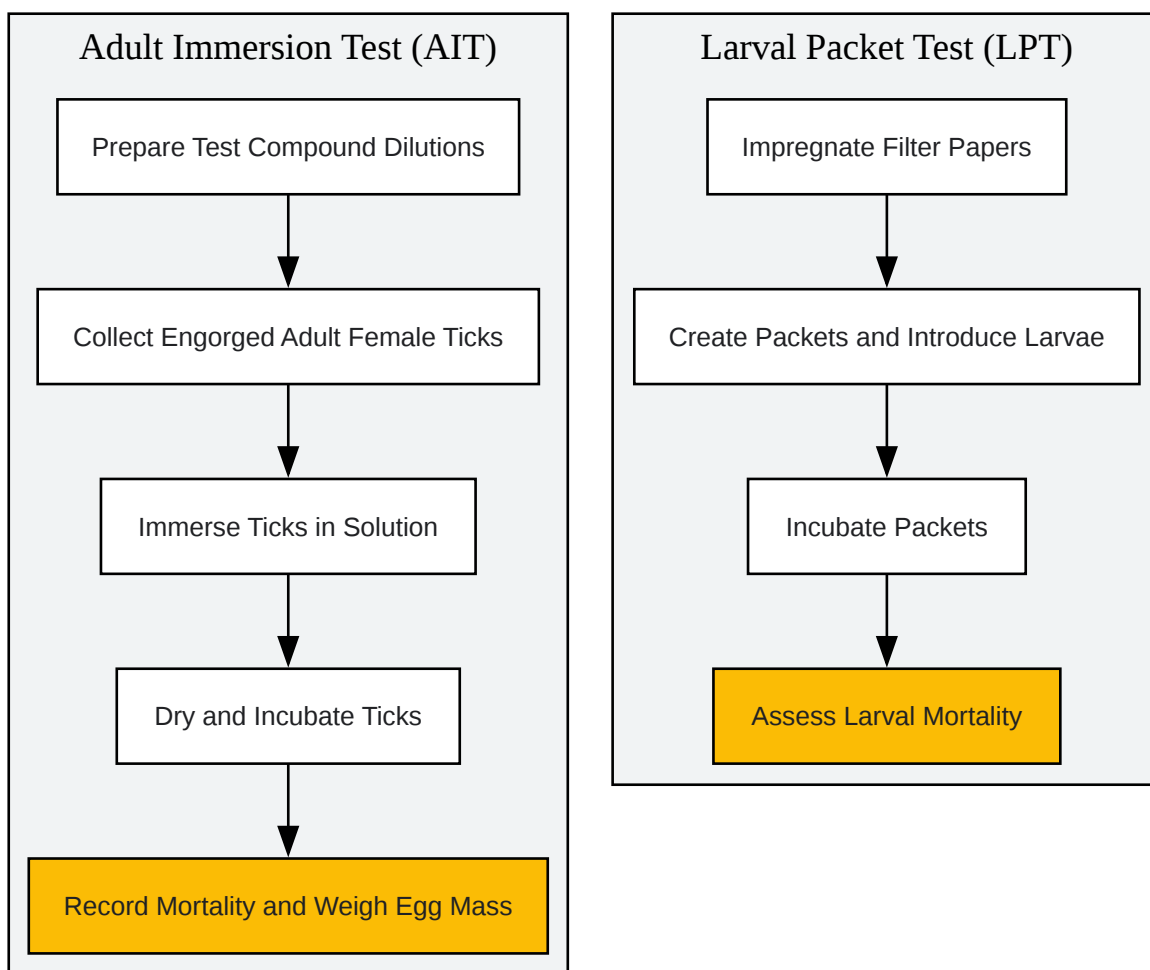 Adult Immersion Test (AIT)
Prepare Test Compound Dilutions
Collect Engorged Adult Female Ticks
Immerse Ticks in Solution
Dry and Incubate Ticks
Record Mortality and Weigh Egg Mass
Larval Packet Test (LPT)
Impregnate Filter Papers
Create Packets and Introduce Larvae
Incubate Packets
Assess Larval Mortality